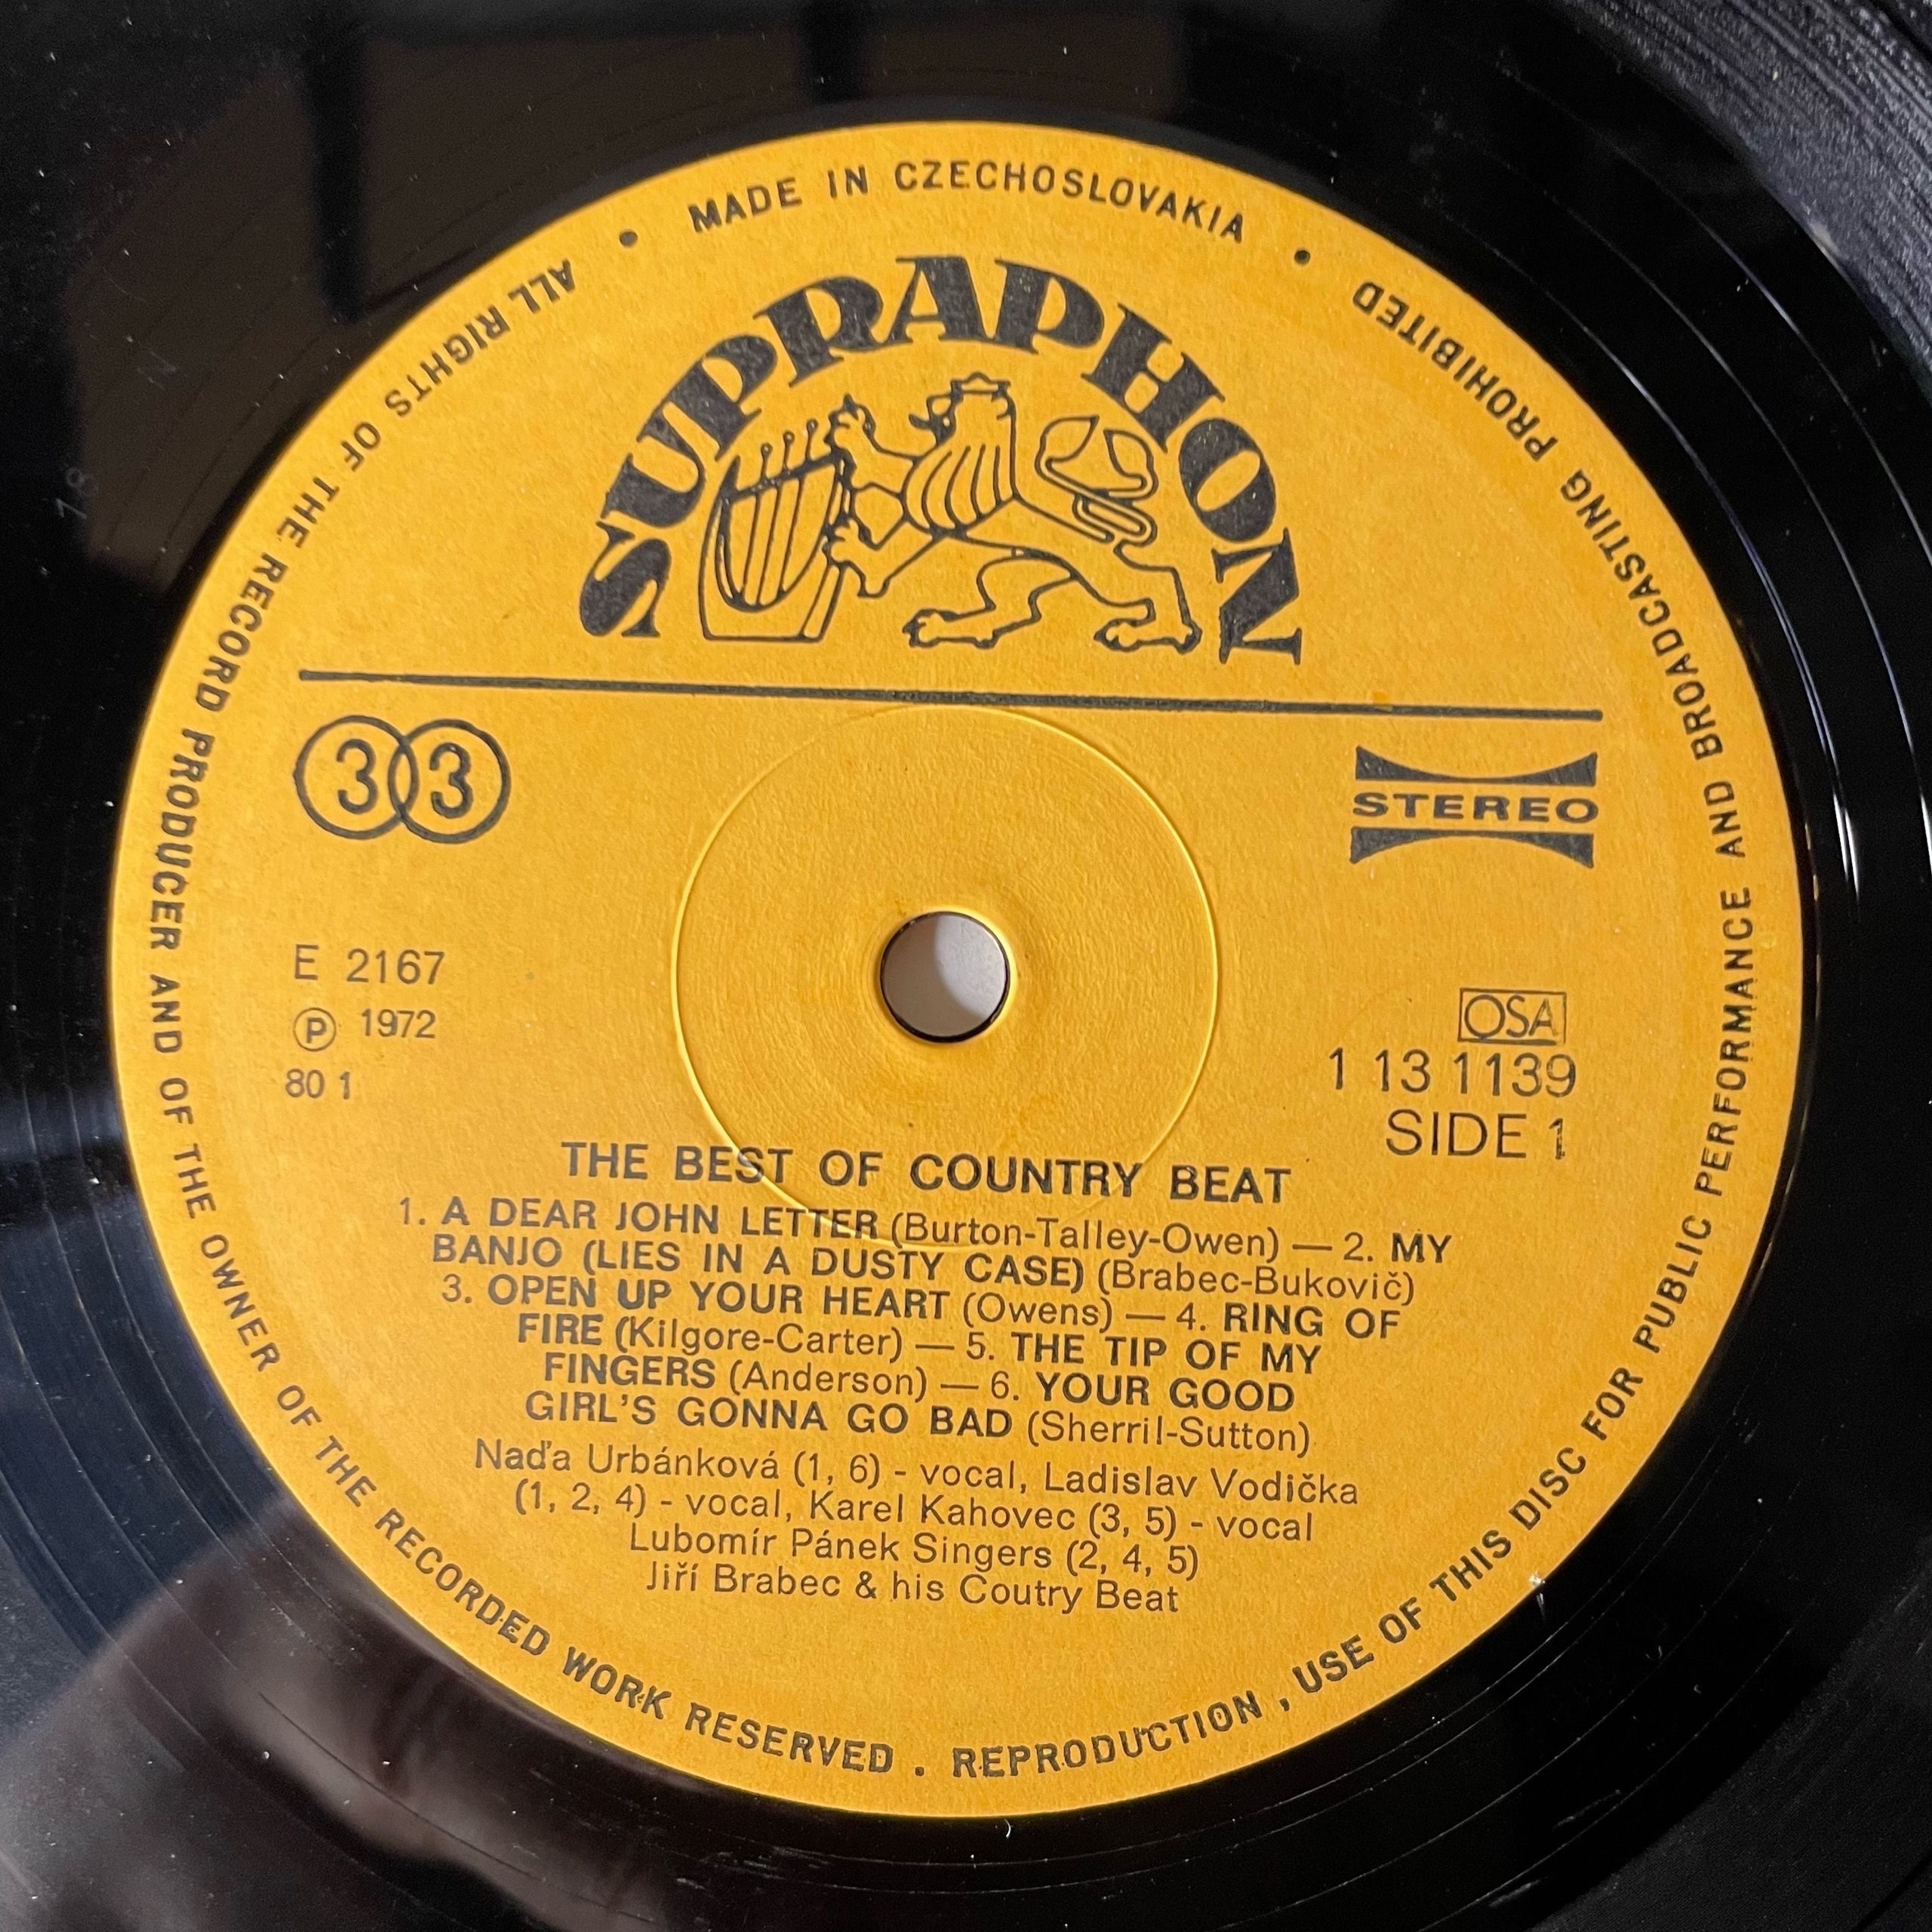 MADE IN CZECHOSLOVAKIA
SUPRAPHON
33
STEREO
E 2167
Ⓟ 1972
80 1
OSA
1 13 1139
SIDE 1
THE BEST OF COUNTRY BEAT
1. A DEAR JOHN LETTER (Burton-Talley-Owen) — 2. MY
BANJO (LIES IN A DUSTY CASE) (Brabec-Bukovič)
3. OPEN UP YOUR HEART (Owens) — 4. RING OF
FIRE (Kilgore-Carter) — 5. THE TIP OF MY
FINGERS (Anderson) — 6. YOUR GOOD
GIRL'S GONNA GO BAD (Sherril-Sutton)
Naďa Urbánková (1, 6) - vocal, Ladislav Vodička
(1, 2, 4) - vocal, Karel Kahovec (3, 5) - vocal
Lubomír Pánek Singers (2, 4, 5)
Jiří Brabec & his Coutry Beat
ALL RIGHTS OF THE RECORD PRODUCER AND OF THE OWNER OF THE RECORDED WORK RESERVED . REPRODUCTION , USE OF THIS DISC FOR PUBLIC PERFORMANCE AND BROADCASTING PROHIBITED